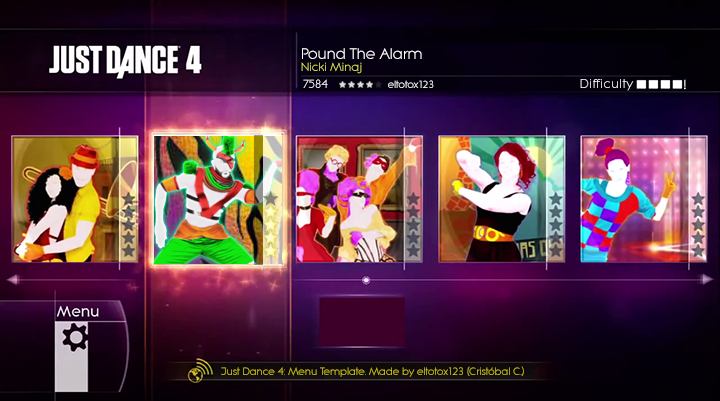 JUST DANCE 4
Pound The Alarm
Nicki Minaj
7584 eltotox123
Difficulty
Menu
Just Dance 4: Menu Template. Made by eltotox123 (Cristóbal C.)